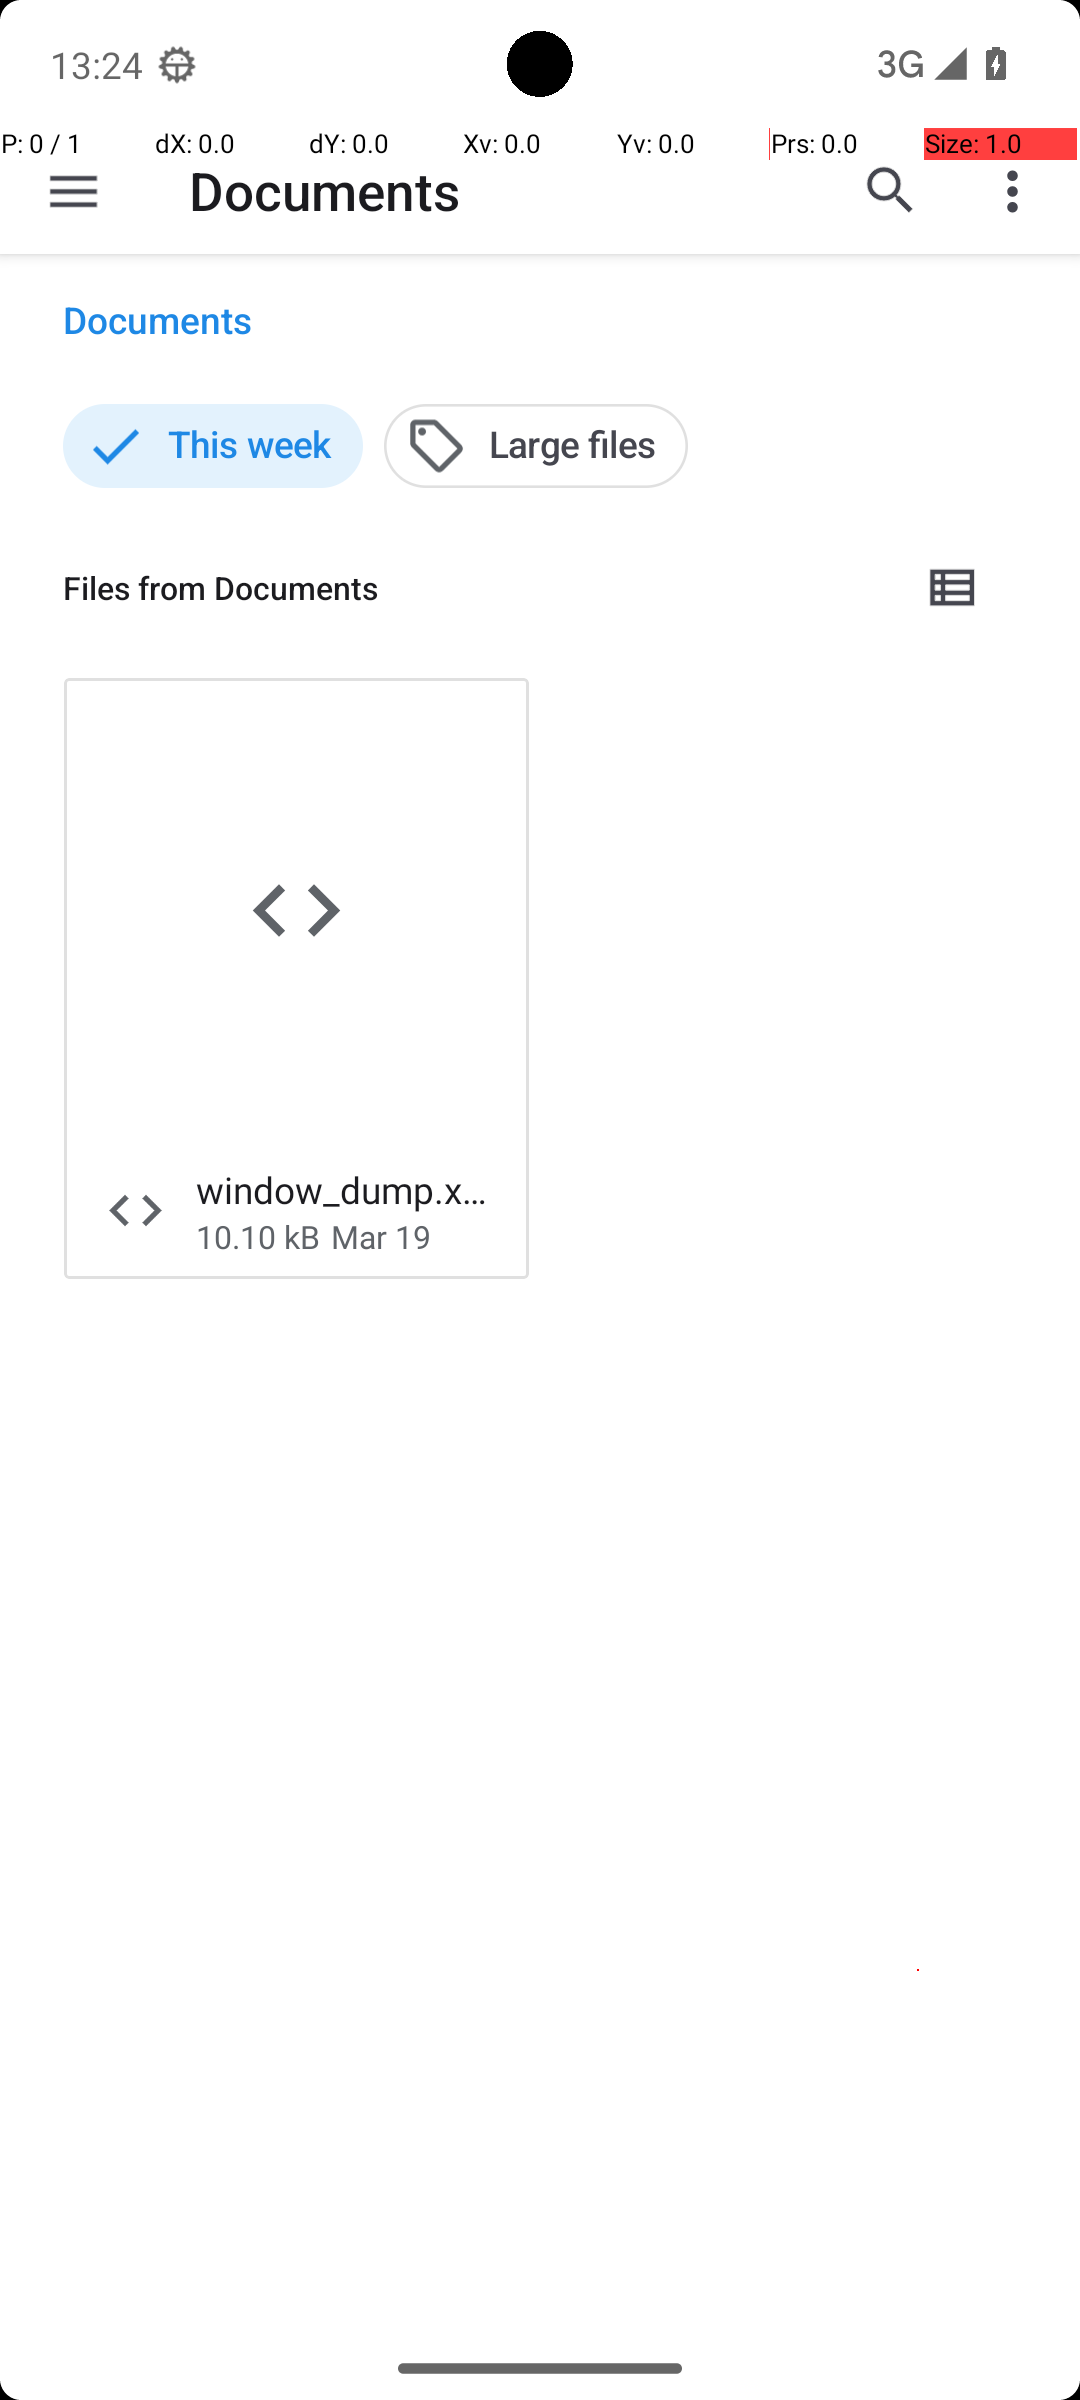 13:24
3G
P: 0 / 1 dX: 0.0 dY: 0.0 Xv: 0.0 Yv: 0.0 Prs: 0.0 Size: 1.0
Documents
Documents
This week
Large files
Files from Documents
window_dump.x...
10.10 kB Mar 19